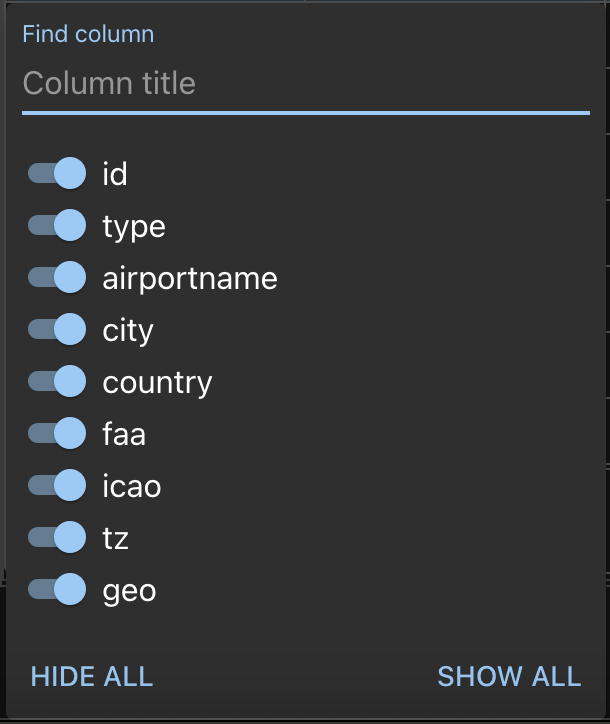 Find column
Column title
id
type
airportname
city
country
faa
icao
tz
geo
HIDE ALL SHOW ALL